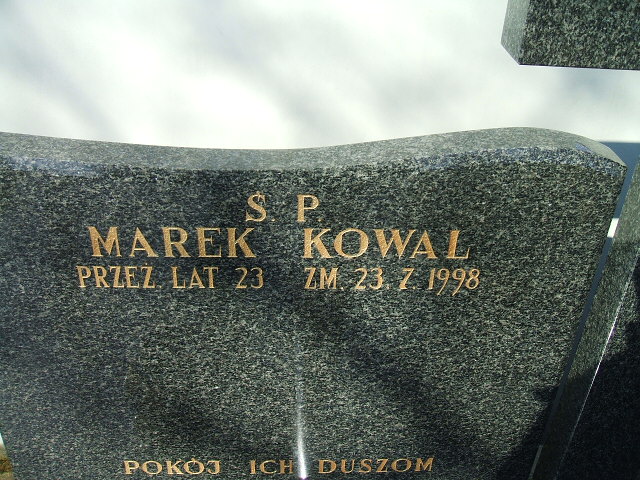 Ś. P.
MAREK KOWAL
PRZEZ. LAT 23 ZM. 23. 7. 1998
POKÓJ ICH DUSZOM